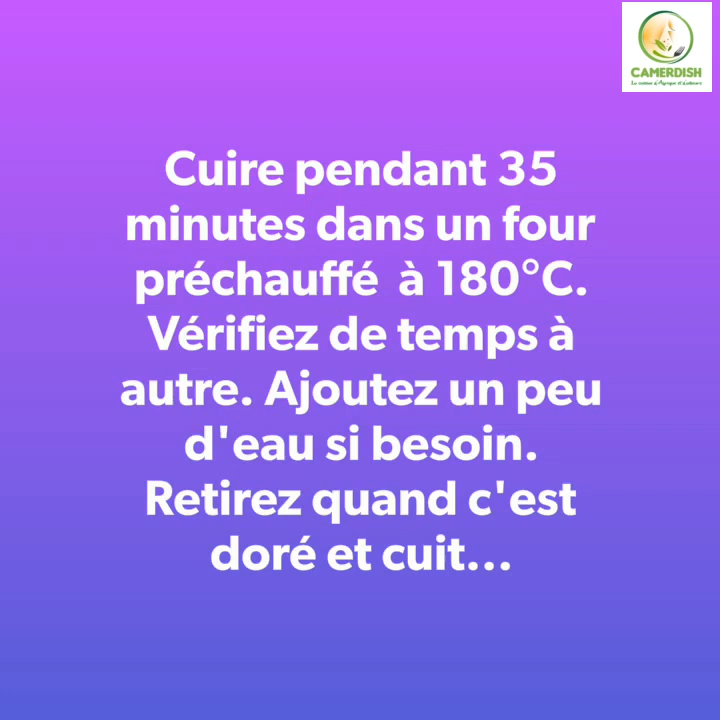 CAMERDISH
Cuire pendant 35
minutes dans un four
préchauffé  à 180°C.
Vérifiez de temps à
autre. Ajoutez un peu
d'eau si besoin.
Retirez quand c'est
doré et cuit...